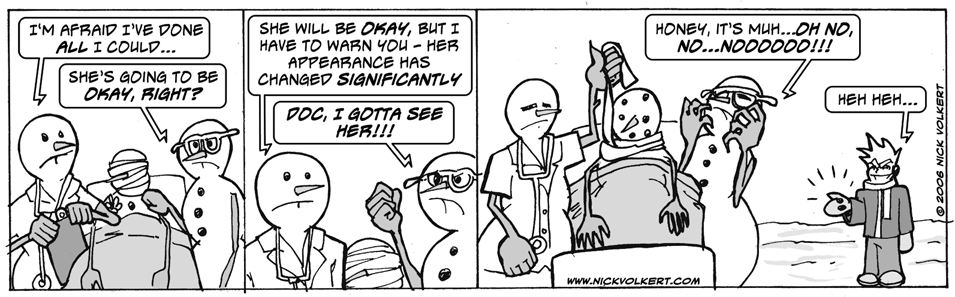 I'M AFRAID I'VE DONE
ALL I COULD...
SHE'S GOING TO BE
OKAY, RIGHT?
SHE WILL BE OKAY, BUT I
HAVE TO WARN YOU – HER
APPEARANCE HAS
CHANGED SIGNIFICANTLY
DOC, I GOTTA SEE
HER!!!
HONEY, IT'S MUH...OH NO,
NO...NOOOOOO!!!
HEH HEH...
WWW.NICKVOLKERT.COM
© 2006 NICK VOLKERT